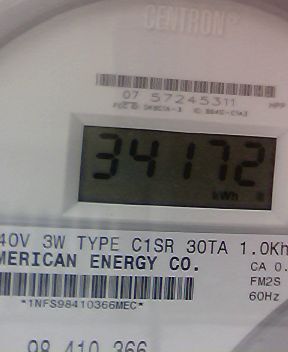 CENTRON®
07 57245311
34172
kWh
40V 3W TYPE C1SR 30TA 1.0Kh
MERICAN ENERGY CO.
CA 0.
FM2S
*1NFS98410366MEC*
60Hz
98 410 366